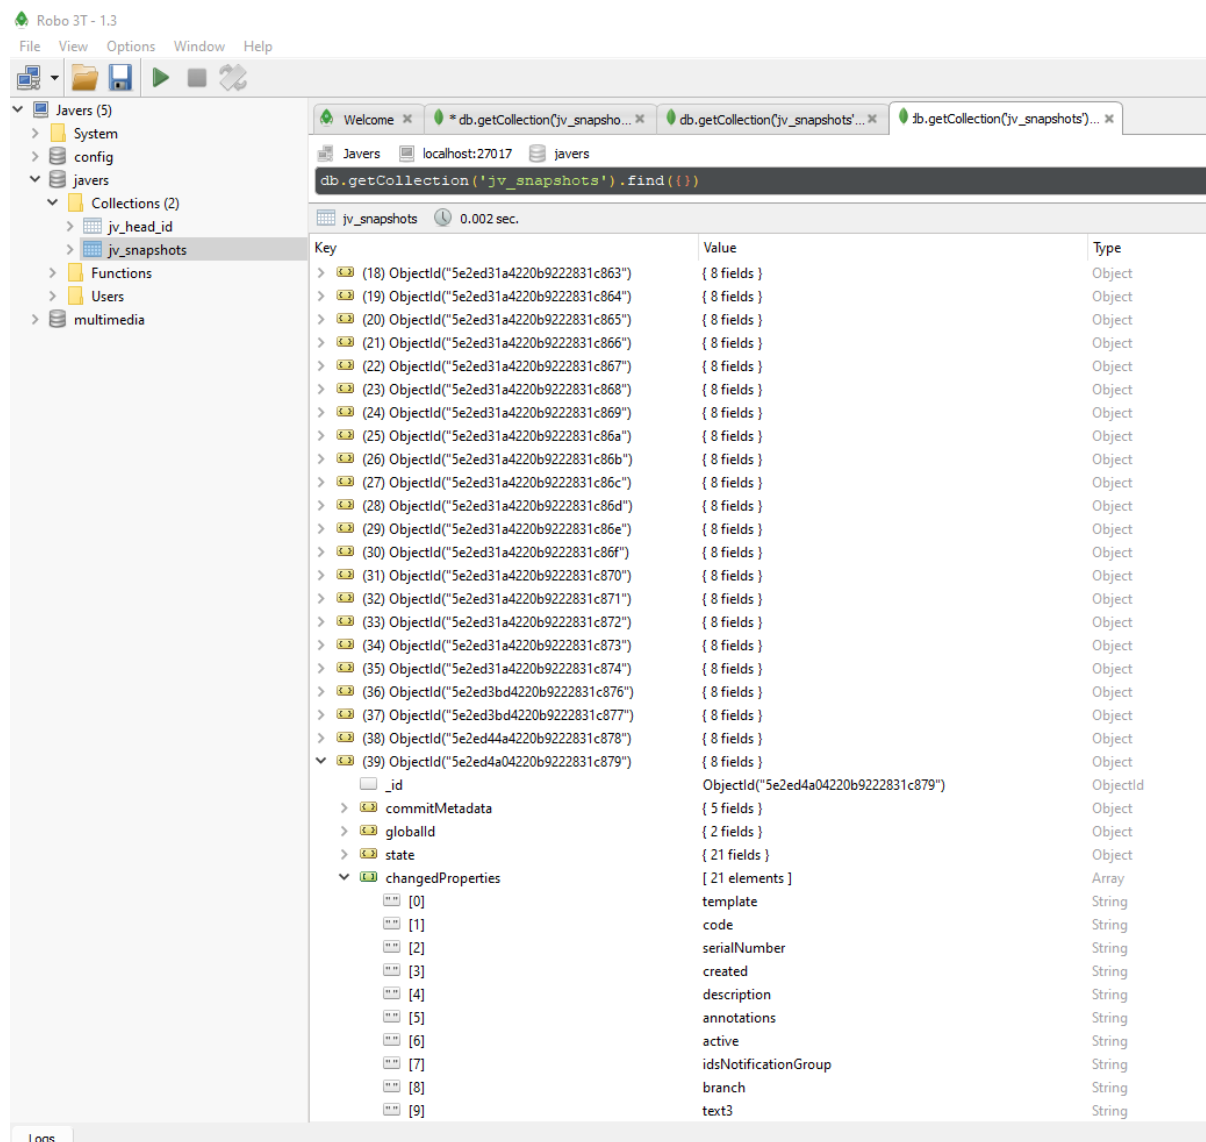 Robo 3T - 1.3
File View Options Window Help
Javers (5)
System
config
javers
Collections (2)
jv_head_id
jv_snapshots
Functions
Users
multimedia
Welcome * db.getCollection('jv_snapsho... db.getCollection('jv_snapshots'... db.getCollection('jv_snapshots')...
Javers localhost:27017 javers
db.getCollection('jv_snapshots').find({})
jv_snapshots 0.002 sec.
Key Value Type
(18) ObjectId("5e2ed31a4220b9222831c863") { 8 fields } Object
(19) ObjectId("5e2ed31a4220b9222831c864") { 8 fields } Object
(20) ObjectId("5e2ed31a4220b9222831c865") { 8 fields } Object
(21) ObjectId("5e2ed31a4220b9222831c866") { 8 fields } Object
(22) ObjectId("5e2ed31a4220b9222831c867") { 8 fields } Object
(23) ObjectId("5e2ed31a4220b9222831c868") { 8 fields } Object
(24) ObjectId("5e2ed31a4220b9222831c869") { 8 fields } Object
(25) ObjectId("5e2ed31a4220b9222831c86a") { 8 fields } Object
(26) ObjectId("5e2ed31a4220b9222831c86b") { 8 fields } Object
(27) ObjectId("5e2ed31a4220b9222831c86c") { 8 fields } Object
(28) ObjectId("5e2ed31a4220b9222831c86d") { 8 fields } Object
(29) ObjectId("5e2ed31a4220b9222831c86e") { 8 fields } Object
(30) ObjectId("5e2ed31a4220b9222831c86f") { 8 fields } Object
(31) ObjectId("5e2ed31a4220b9222831c870") { 8 fields } Object
(32) ObjectId("5e2ed31a4220b9222831c871") { 8 fields } Object
(33) ObjectId("5e2ed31a4220b9222831c872") { 8 fields } Object
(34) ObjectId("5e2ed31a4220b9222831c873") { 8 fields } Object
(35) ObjectId("5e2ed31a4220b9222831c874") { 8 fields } Object
(36) ObjectId("5e2ed3bd4220b9222831c876") { 8 fields } Object
(37) ObjectId("5e2ed3bd4220b9222831c877") { 8 fields } Object
(38) ObjectId("5e2ed44a4220b9222831c878") { 8 fields } Object
(39) ObjectId("5e2ed4a04220b9222831c879") { 8 fields } Object
_id ObjectId("5e2ed4a04220b9222831c879") ObjectId
commitMetadata { 5 fields } Object
globalId { 2 fields } Object
state { 21 fields } Object
changedProperties [ 21 elements ] Array
[0] template String
[1] code String
[2] serialNumber String
[3] created String
[4] description String
[5] annotations String
[6] active String
[7] idsNotificationGroup String
[8] branch String
[9] text3 String
Logs